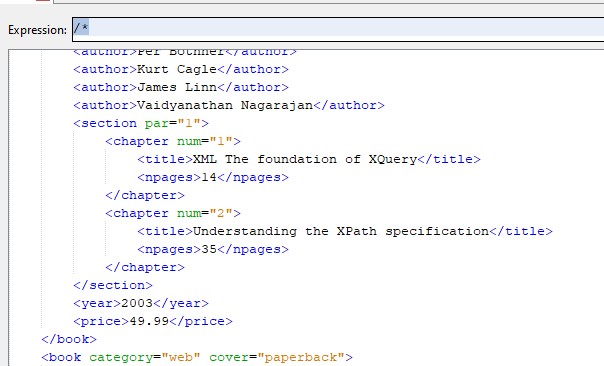 Expression: /*
<author>Per Bothner</author>
<author>Kurt Cagle</author>
<author>James Linn</author>
<author>Vaidyanathan Nagarajan</author>
<section par="1">
<chapter num="1">
<title>XML The foundation of XQuery</title>
<npages>14</npages>
</chapter>
<chapter num="2">
<title>Understanding the XPath specification</title>
<npages>35</npages>
</chapter>
</section>
<year>2003</year>
<price>49.99</price>
</book>
<book category="web" cover="paperback">